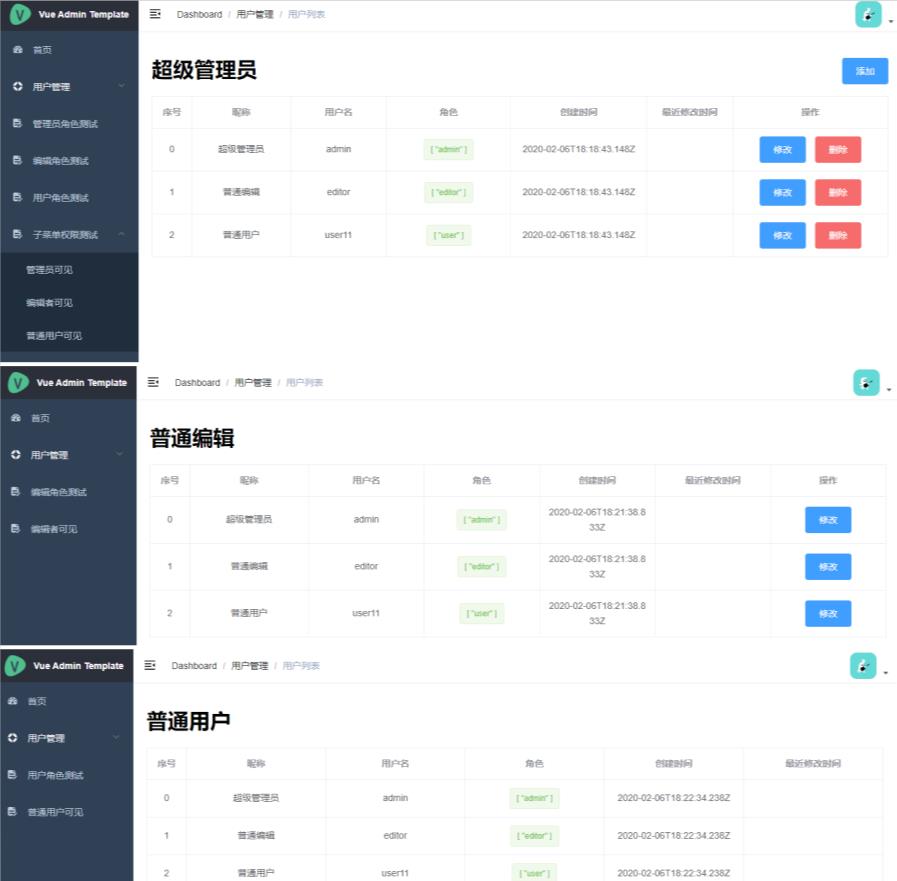 Vue Admin Template
Dashboard / 用户管理 / 用户列表
首页
用户管理
管理员角色测试
编辑角色测试
用户角色测试
子菜单权限测试
管理员可见
编辑者可见
普通用户可见
超级管理员
添加
序号 昵称 用户名 角色 创建时间 最近修改时间 操作
0 超级管理员 admin ["admin"] 2020-02-06T18:18:43.148Z 修改 删除
1 普通编辑 editor ["editor"] 2020-02-06T18:18:43.148Z 修改 删除
2 普通用户 user11 ["user"] 2020-02-06T18:18:43.148Z 修改 删除
Vue Admin Template
Dashboard / 用户管理 / 用户列表
首页
用户管理
编辑角色测试
编辑者可见
普通编辑
序号 昵称 用户名 角色 创建时间 最近修改时间 操作
0 超级管理员 admin ["admin"] 2020-02-06T18:21:38.8
33Z 修改
1 普通编辑 editor ["editor"] 2020-02-06T18:21:38.8
33Z 修改
2 普通用户 user11 ["user"] 2020-02-06T18:21:38.8
33Z 修改
Vue Admin Template
Dashboard / 用户管理 / 用户列表
首页
用户管理
用户角色测试
普通用户可见
普通用户
序号 昵称 用户名 角色 创建时间 最近修改时间
0 超级管理员 admin ["admin"] 2020-02-06T18:22:34.238Z
1 普通编辑 editor ["editor"] 2020-02-06T18:22:34.238Z
2 普通用户 user11 ["user"] 2020-02-06T18:22:34.238Z